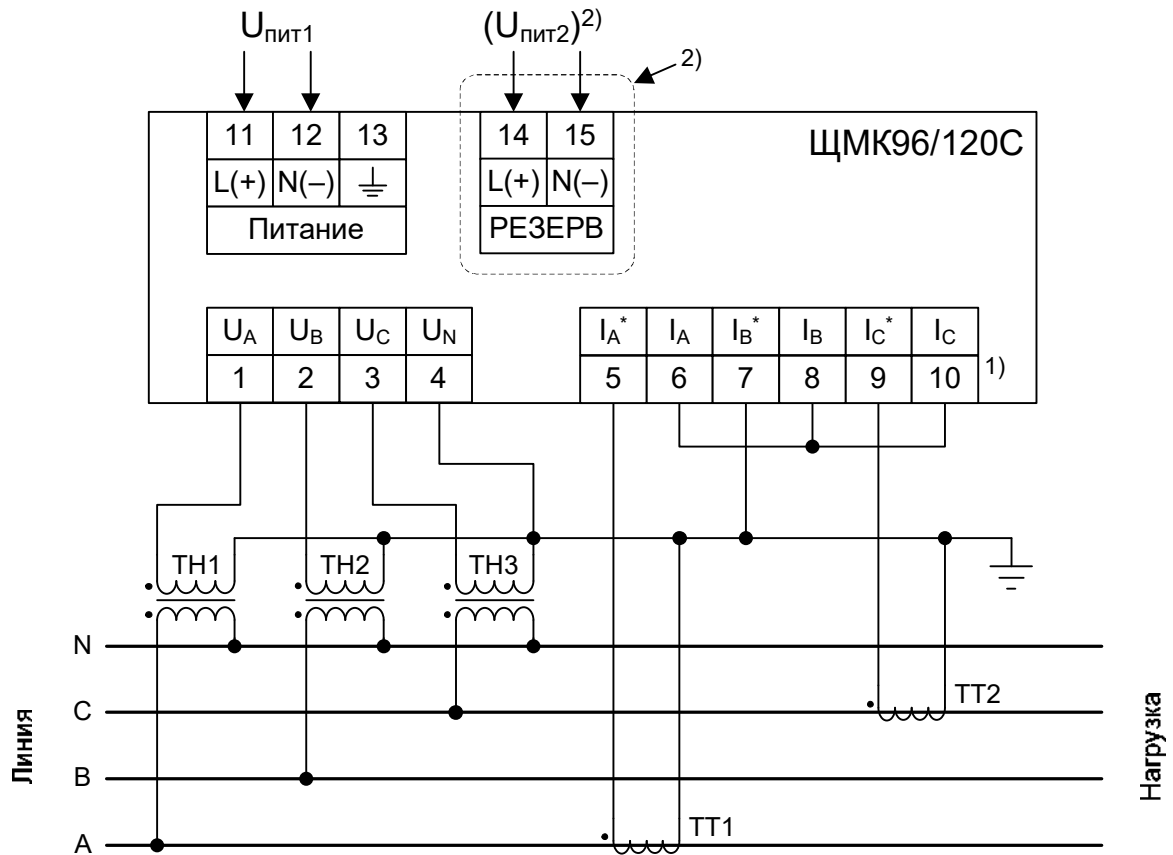 Uпит1 (Uпит2)2)
2)
11 12 13 14 15
ЩМК96/120С
L(+) N(–) L(+) N(–)
Питание РЕЗЕРВ
UA UB UC UN IA* IA IB* IB IC* IC
1 2 3 4 5 6 7 8 9 10 1)
ТН1 ТН2 ТН3
N
C ТТ2
B
A ТТ1
Линия
Нагрузка